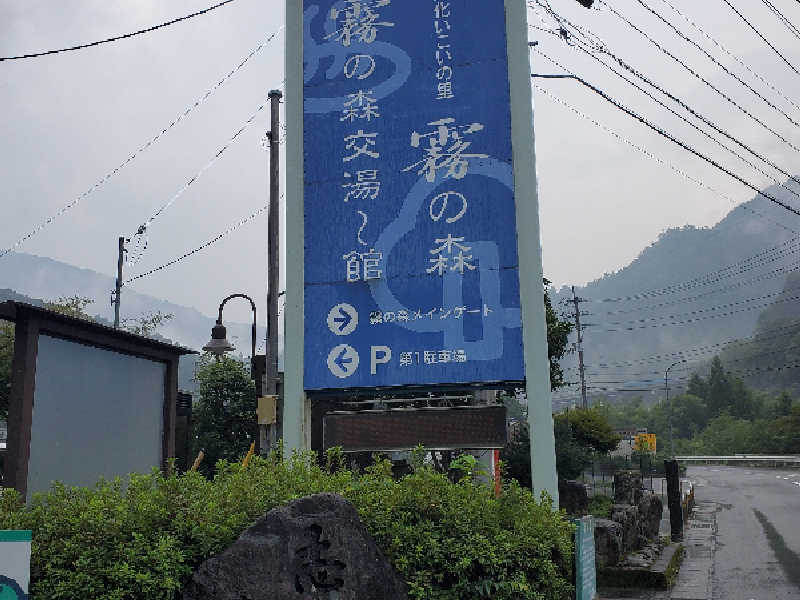 化いこいの里
霧の森
霧の森交湯～館
霧の森メインゲート
P 第1駐車場